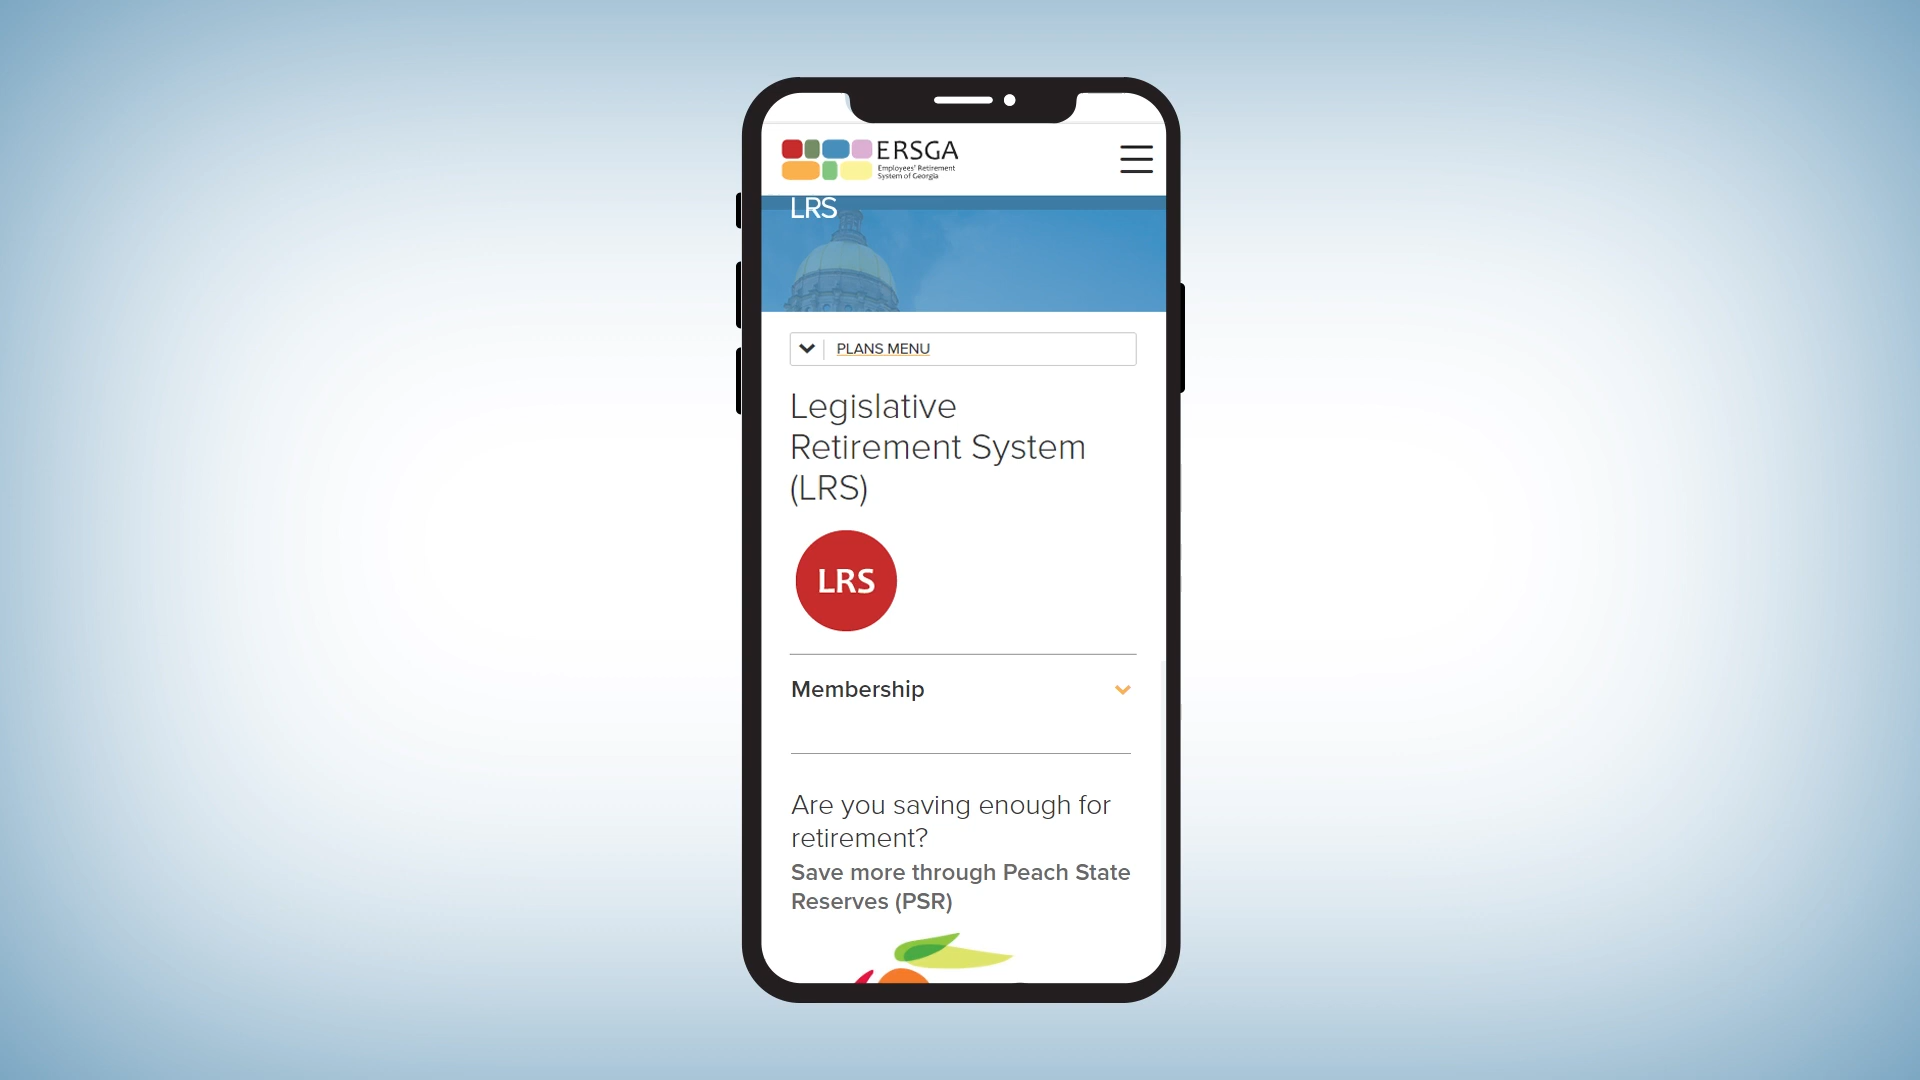 ERSGA
Employees' Retirement
System of Georgia
LRS
PLANS MENU
Legislative
Retirement System
(LRS)
LRS
Membership
Are you saving enough for
retirement?
Save more through Peach State
Reserves (PSR)